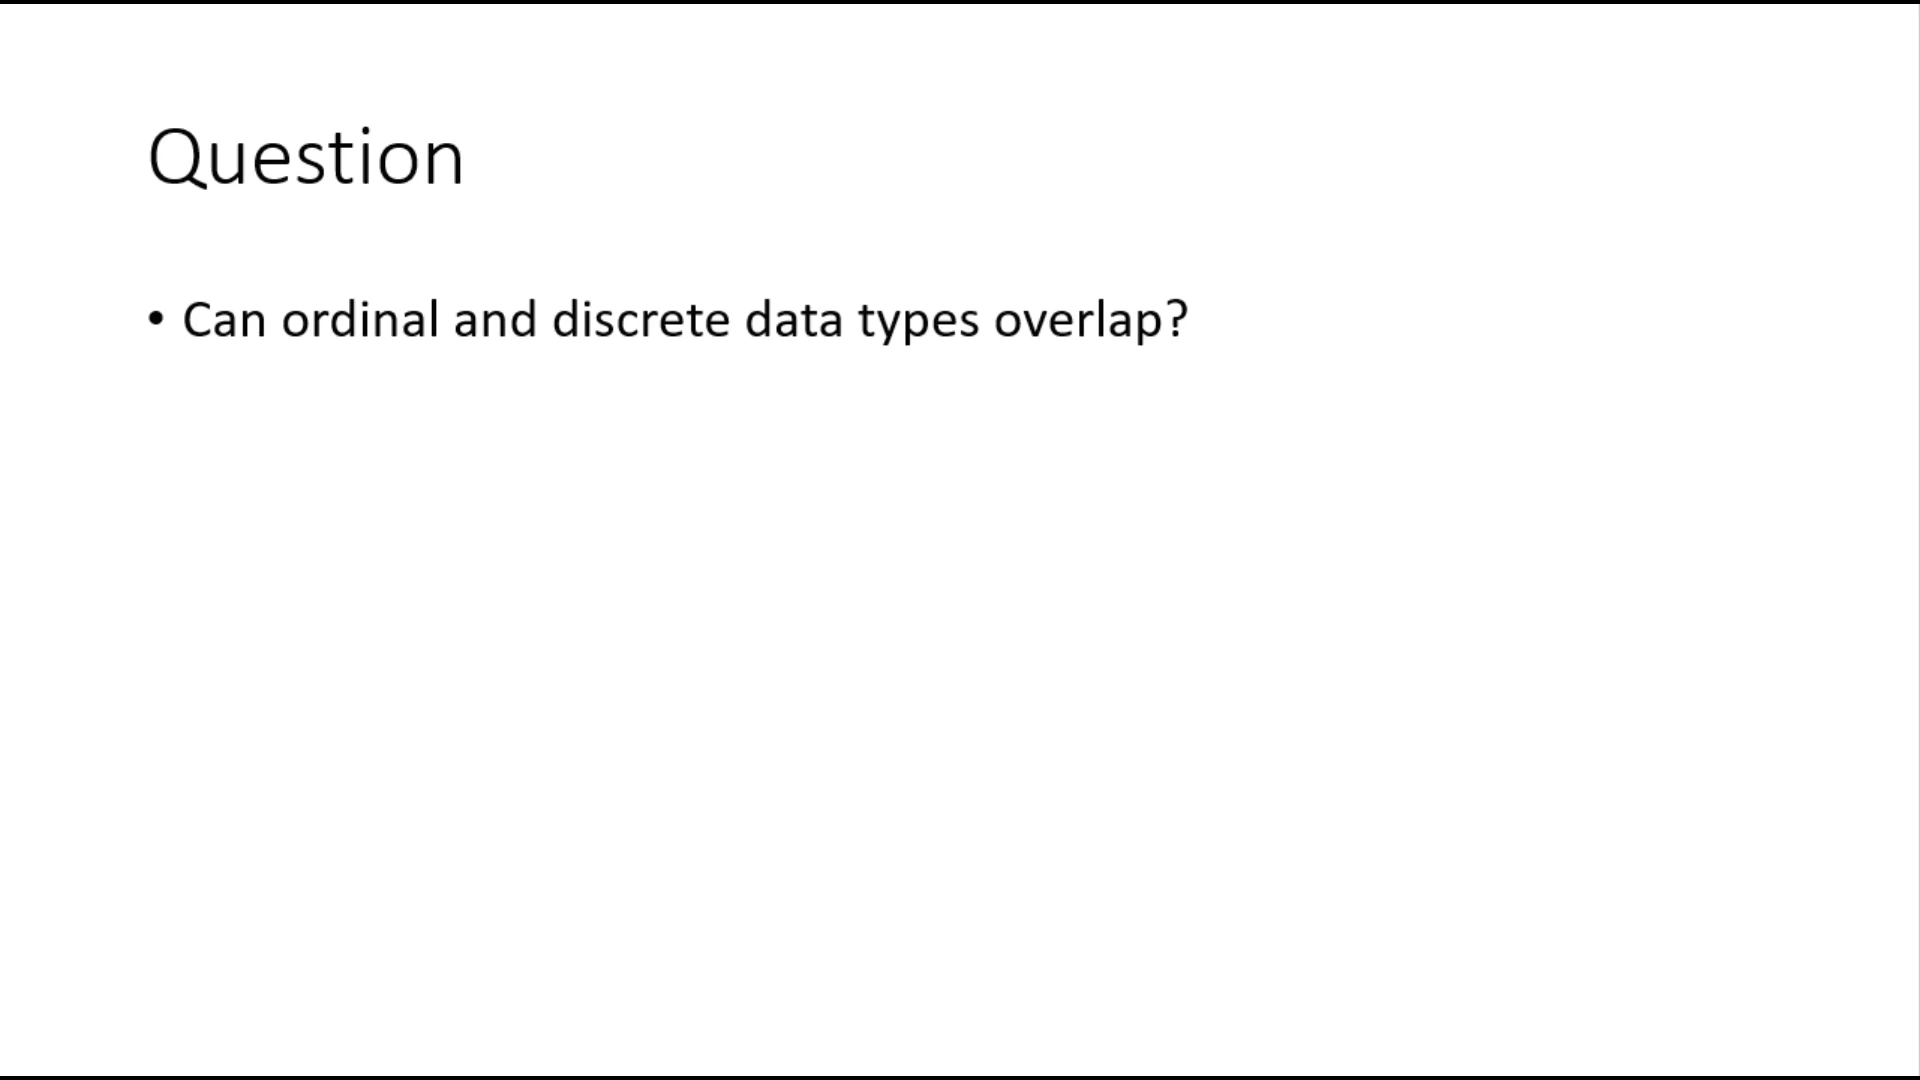 Question
• Can ordinal and discrete data types overlap?